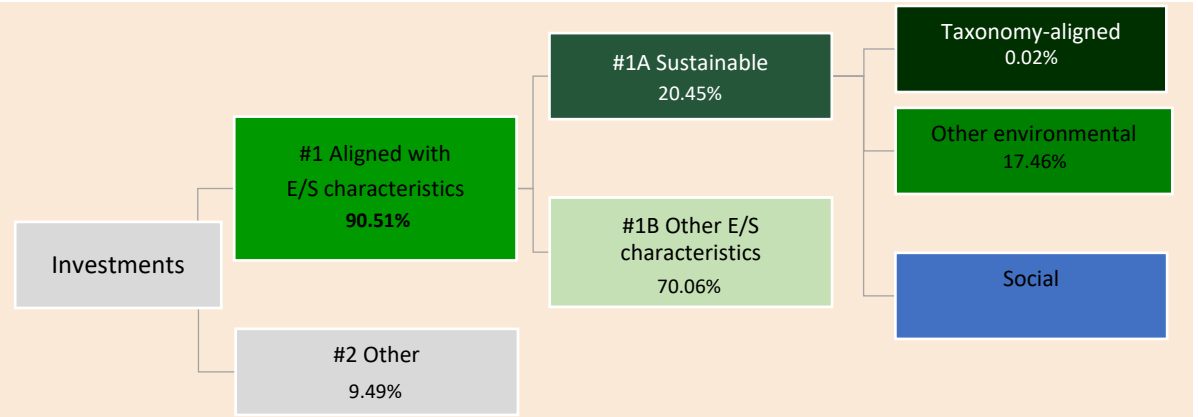 Investments
#1 Aligned with
E/S characteristics
90.51%
#2 Other
9.49%
#1A Sustainable
20.45%
#1B Other E/S
characteristics
70.06%
Taxonomy-aligned
0.02%
Other environmental
17.46%
Social